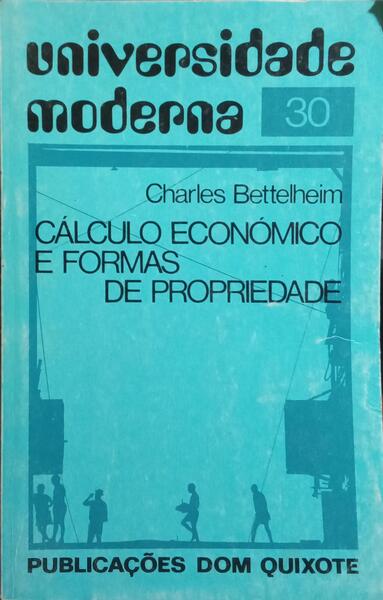 universidade
moderna 30
Charles Bettelheim
CÁLCULO ECONÓMICO
E FORMAS
DE PROPRIEDADE
PUBLICAÇÕES DOM QUIXOTE